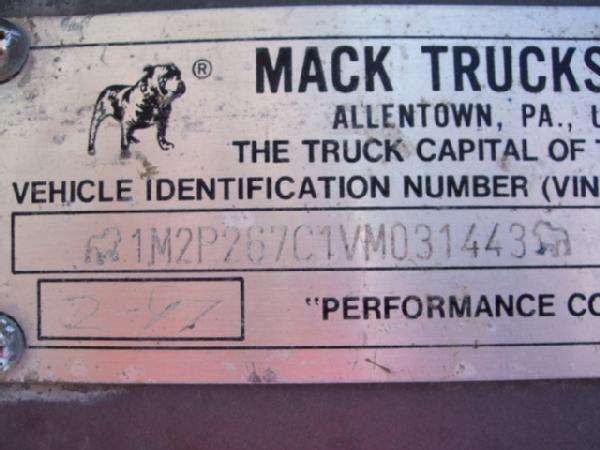 ®
MACK TRUCKS
ALLENTOWN, PA., U
THE TRUCK CAPITAL OF T
VEHICLE IDENTIFICATION NUMBER (VIN
1M2P267C1VM031443
2-97
"PERFORMANCE CO